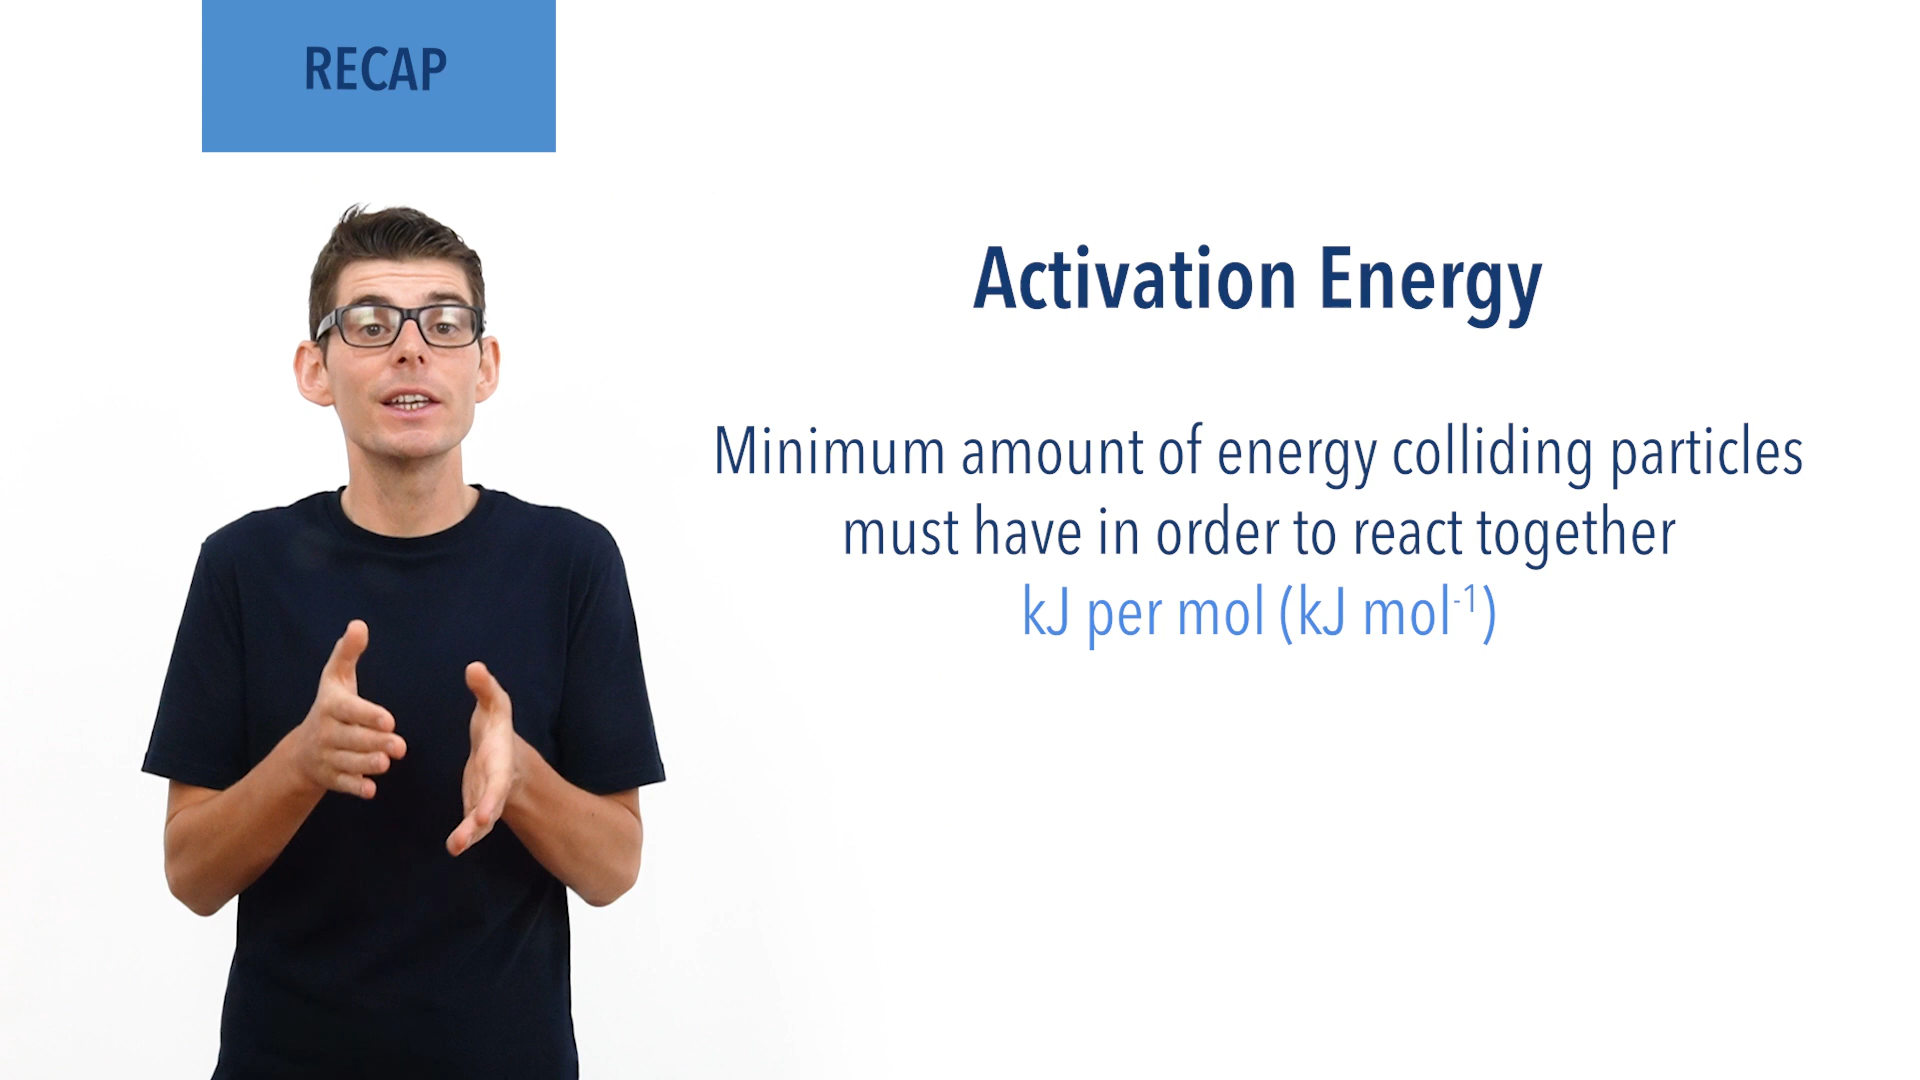 RECAP
Activation Energy
Minimum amount of energy colliding particles
must have in order to react together
kJ per mol (kJ mol⁻¹)